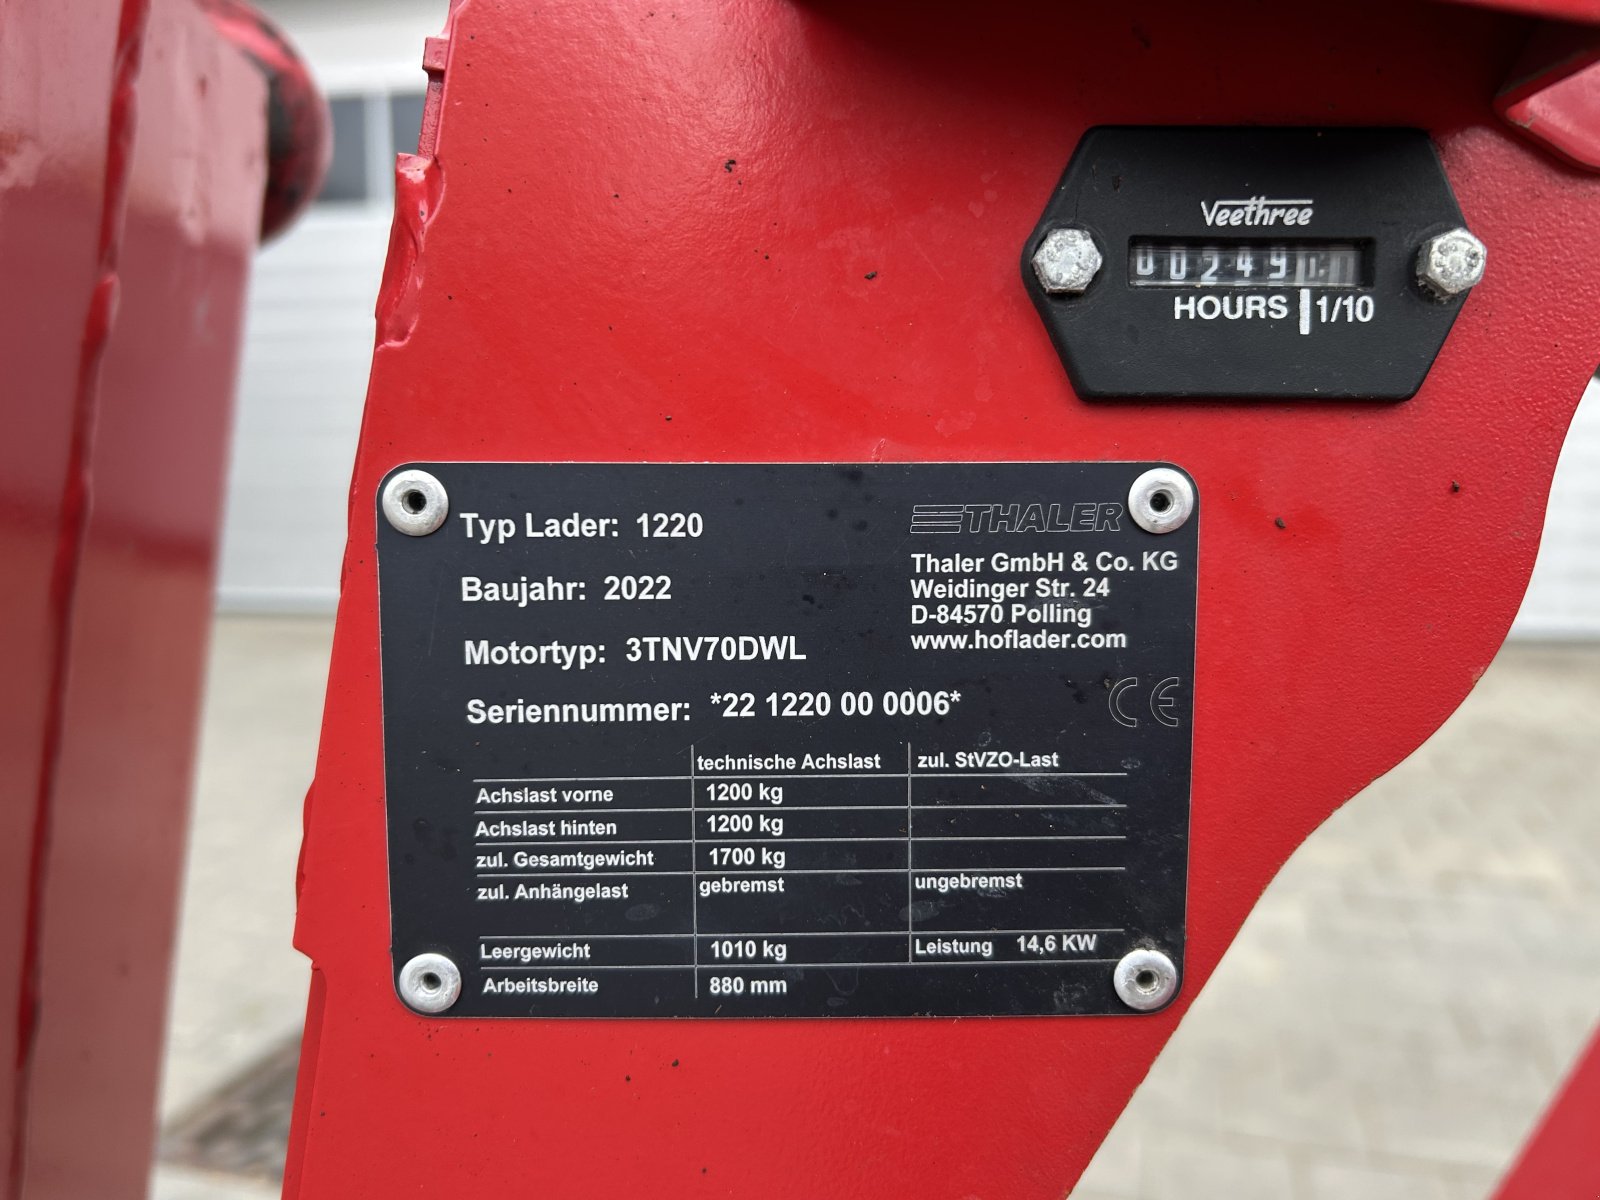 Veethree
00249
HOURS 1/10
Typ Lader: 1220
Baujahr: 2022
Motortyp: 3TNV70DWL
Seriennummer: *22 1220 00 0006*
THALER
Thaler GmbH & Co. KG
Weidinger Str. 24
D-84570 Polling
www.hoflader.com
CE
technische Achslast zul. StVZO-Last
Achslast vorne 1200 kg
Achslast hinten 1200 kg
zul. Gesamtgewicht 1700 kg
zul. Anhängelast gebremst ungebremst
Leergewicht 1010 kg Leistung 14,6 KW
Arbeitsbreite 880 mm